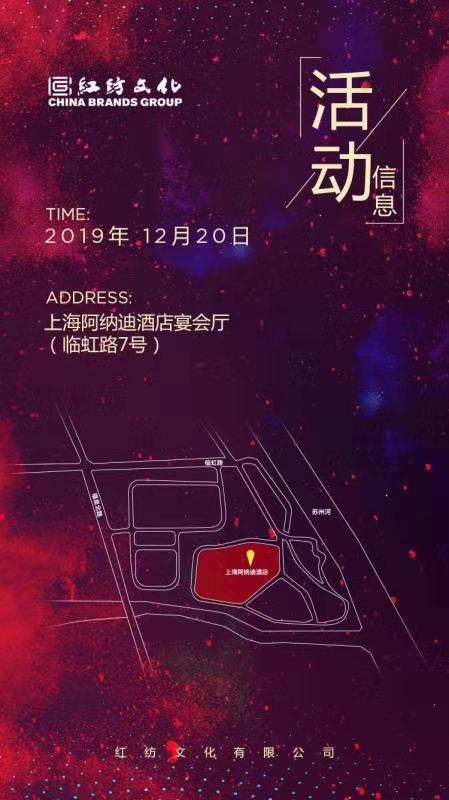 红纺文化
CHINA BRANDS GROUP
活动
信息
TIME:
2019年 12月20日
ADDRESS:
上海阿纳迪酒店宴会厅
（临虹路7号）
临虹路
苏州河
上海阿纳迪酒店
红纺文化有限公司